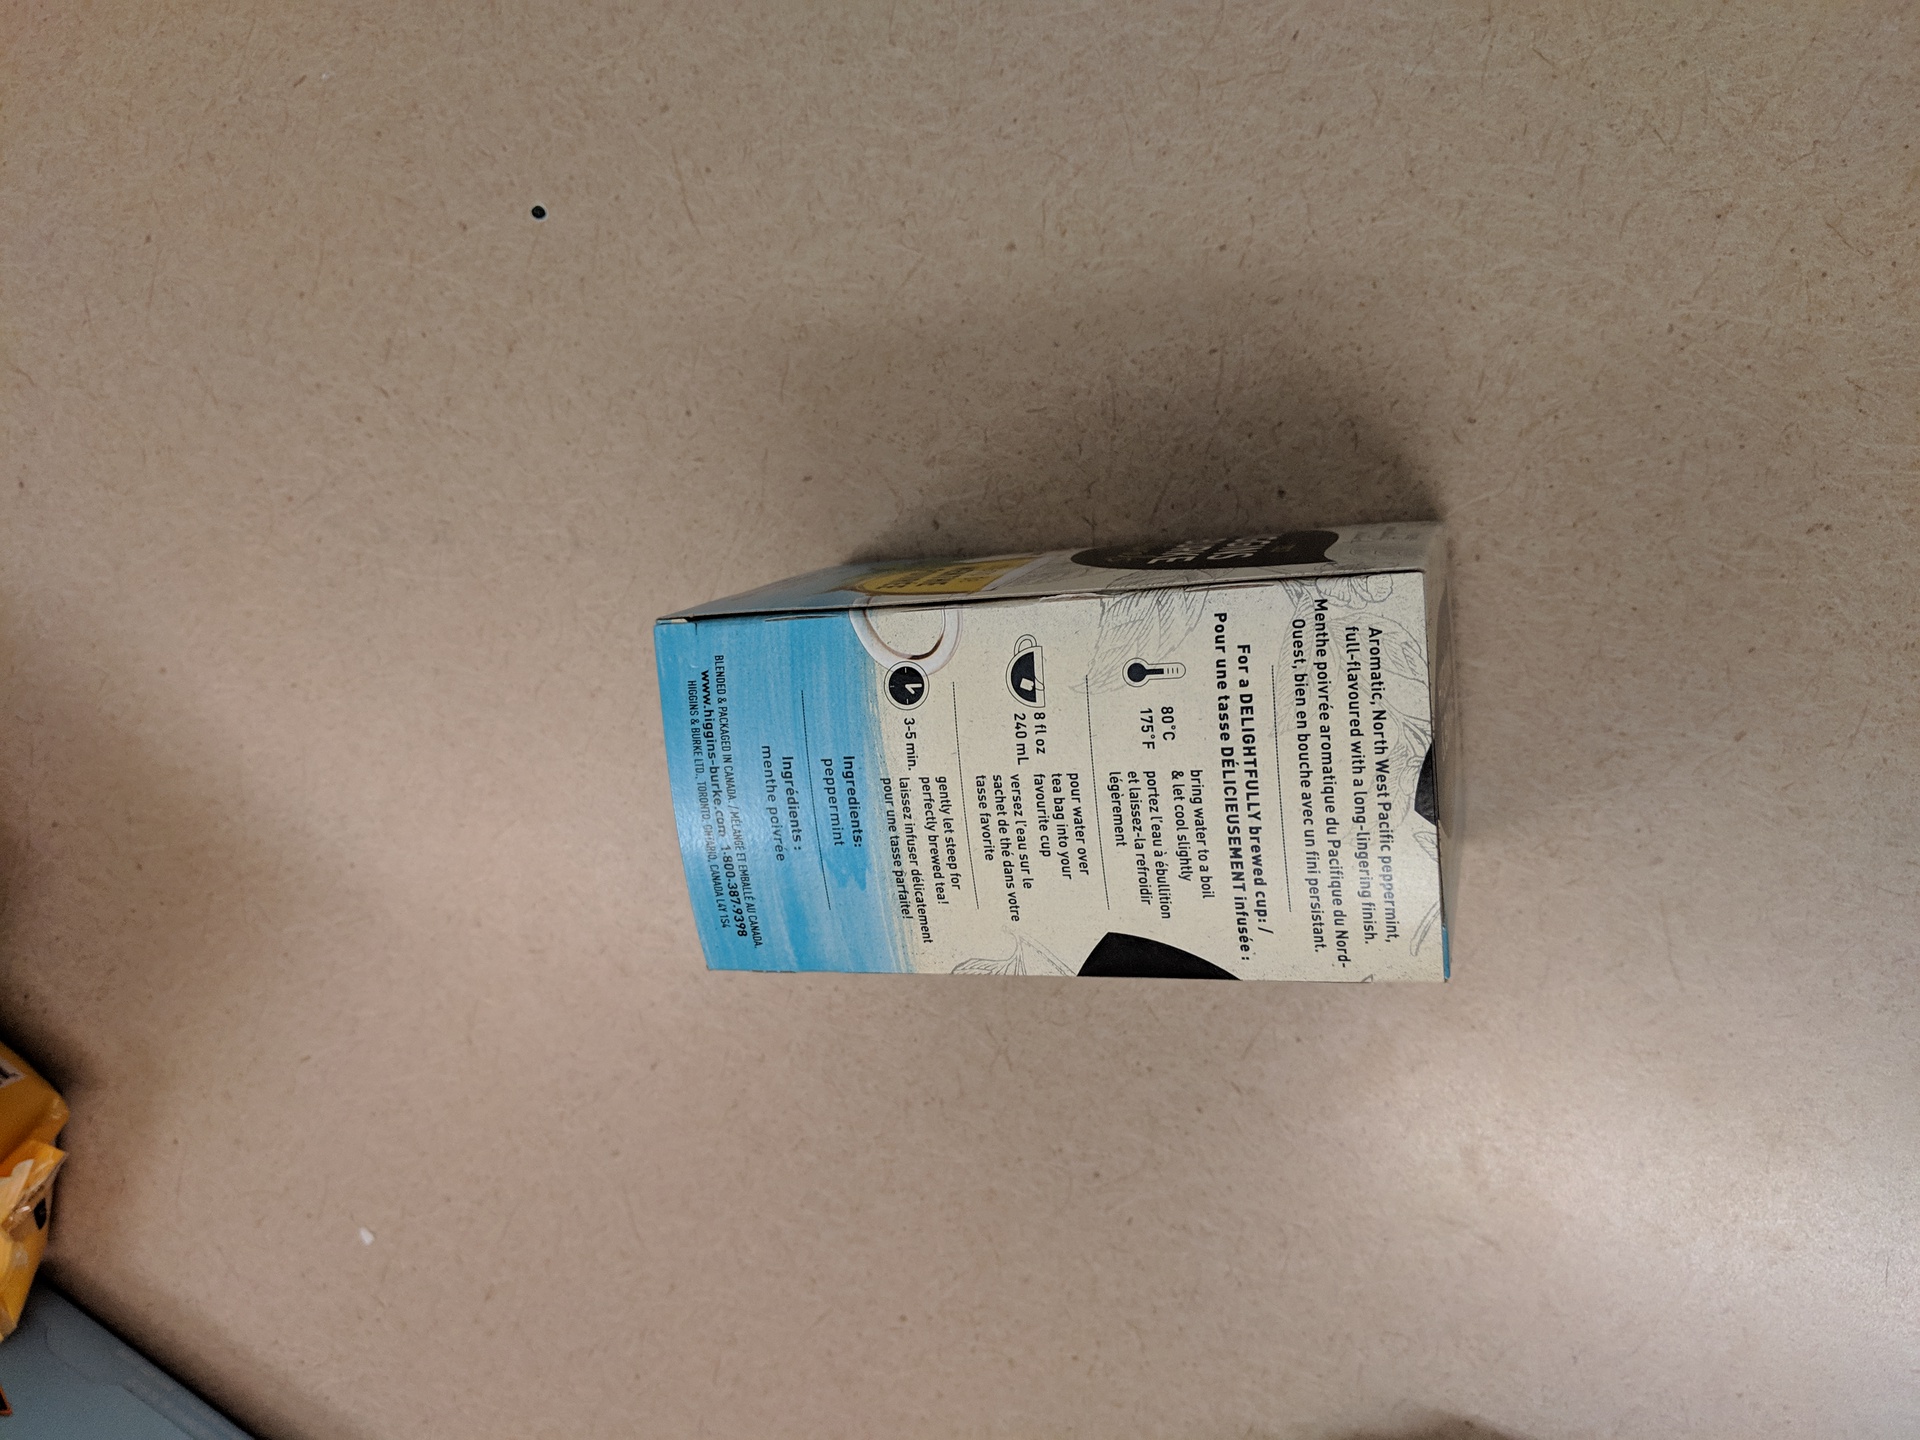 Aromatic, North West Pacific peppermint,
full-flavoured with a long-lingering finish.
Menthe poivrée aromatique du Pacifique du Nord-
Ouest, bien en bouche avec un fini persistant.
For a DELIGHTFULLY brewed cup: /
Pour une tasse DÉLICIEUSEMENT infusée :
80°C
175°F
bring water to a boil
& let cool slightly
portez l'eau à ébullition
et laissez-la refroidir
légèrement
8 fl oz
240 mL
pour water over
tea bag into your
favourite cup
versez l'eau sur le
sachet de thé dans votre
tasse favorite
3-5 min.
gently let steep for
perfectly brewed tea!
laissez infuser délicatement
pour une tasse parfaite!
Ingredients:
peppermint
Ingrédients :
menthe poivrée
BLENDED & PACKAGED IN CANADA. / MÉLANGÉ ET EMBALLÉ AU CANADA.
www.higgins-burke.com 1-800-387-9398
HIGGINS & BURKE LTD., TORONTO, ONTARIO, CANADA L4Y 1S4